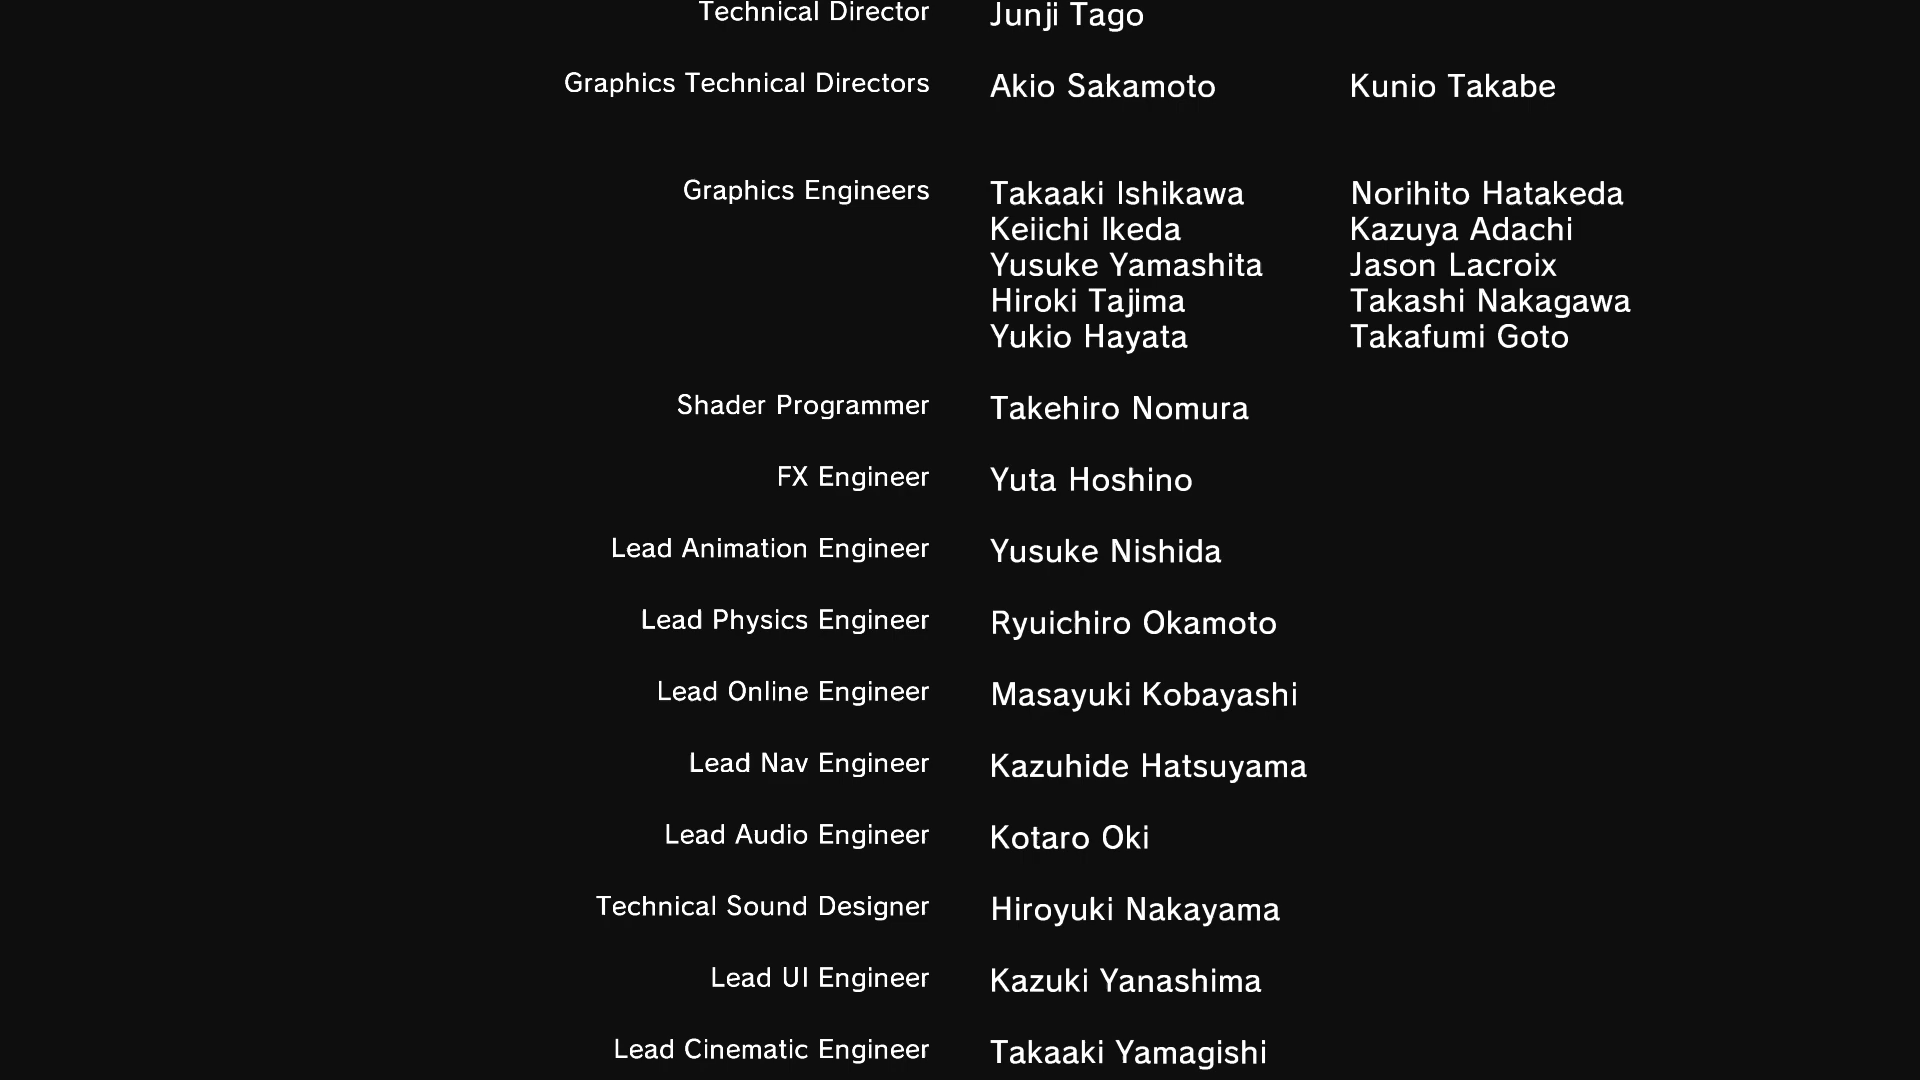 Technical Director Junji Tago
Graphics Technical Directors Akio Sakamoto Kunio Takabe
Graphics Engineers Takaaki Ishikawa Norihito Hatakeda
Keiichi Ikeda Kazuya Adachi
Yusuke Yamashita Jason Lacroix
Hiroki Tajima Takashi Nakagawa
Yukio Hayata Takafumi Goto
Shader Programmer Takehiro Nomura
FX Engineer Yuta Hoshino
Lead Animation Engineer Yusuke Nishida
Lead Physics Engineer Ryuichiro Okamoto
Lead Online Engineer Masayuki Kobayashi
Lead Nav Engineer Kazuhide Hatsuyama
Lead Audio Engineer Kotaro Oki
Technical Sound Designer Hiroyuki Nakayama
Lead UI Engineer Kazuki Yanashima
Lead Cinematic Engineer Takaaki Yamagishi